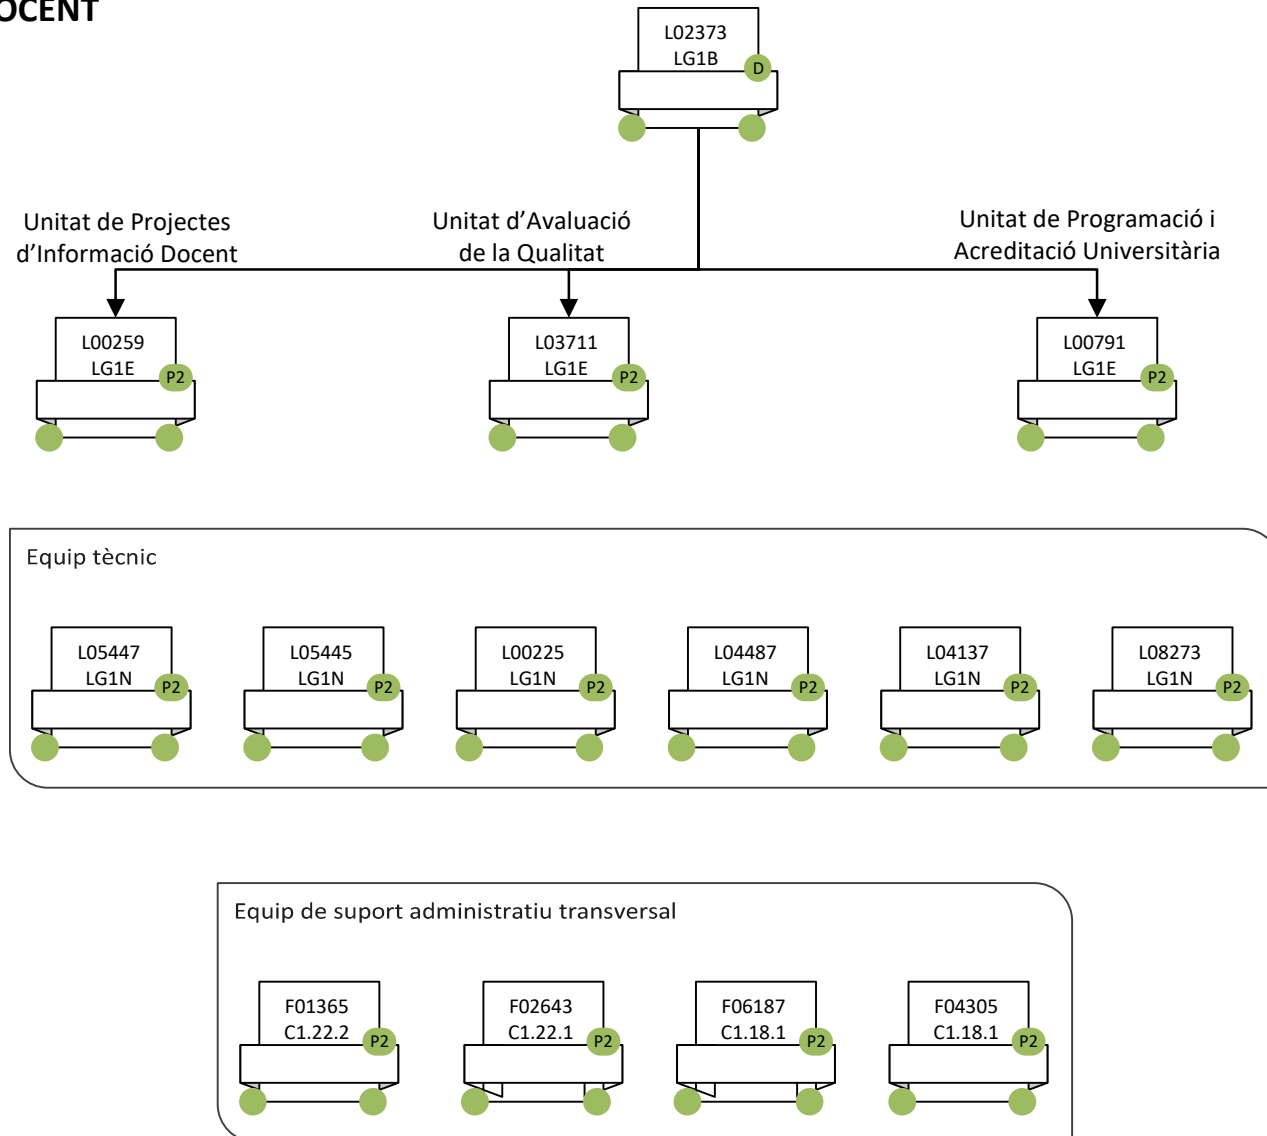 OCENT
L02373
LG1B
D
Unitat de Projectes
d’Informació Docent
Unitat d’Avaluació
de la Qualitat
Unitat de Programació i
Acreditació Universitària
L00259
LG1E
P2
L03711
LG1E
P2
L00791
LG1E
P2
Equip tècnic
L05447
LG1N
P2
L05445
LG1N
P2
L00225
LG1N
P2
L04487
LG1N
P2
L04137
LG1N
P2
L08273
LG1N
P2
Equip de suport administratiu transversal
F01365
C1.22.2
P2
F02643
C1.22.1
P2
F06187
C1.18.1
P2
F04305
C1.18.1
P2